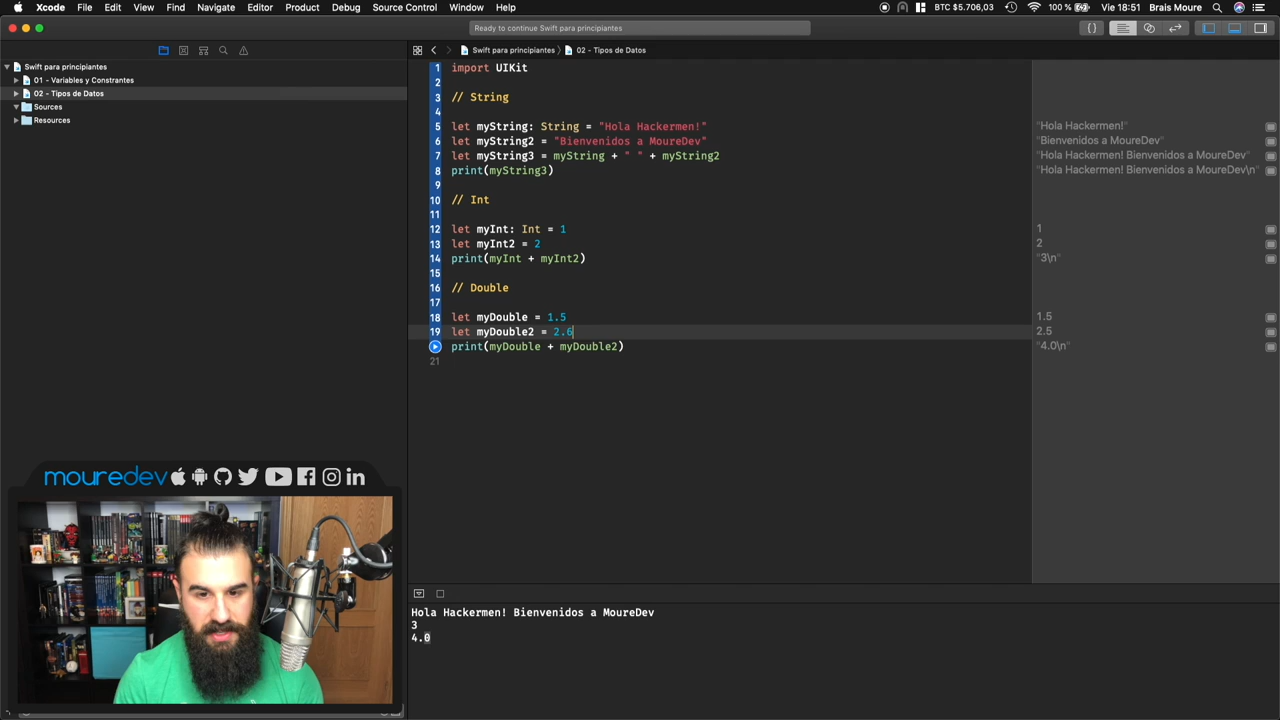 Xcode File Edit View Find Navigate Editor Product Debug Source Control Window Help BTC $5.706,03 100 % Vie 18:51 Brais Moure
Ready to continue Swift para principiantes
Swift para principiantes 02 - Tipos de Datos
Swift para principiantes
01 - Variables y Constrantes
02 - Tipos de Datos
Sources
Resources
1 import UIKit
2
3 // String
4
5 let myString: String = "Hola Hackermen!"
6 let myString2 = "Bienvenidos a MoureDev"
7 let myString3 = myString + " " + myString2
8 print(myString3)
9
10 // Int
11
12 let myInt: Int = 1
13 let myInt2 = 2
14 print(myInt + myInt2)
15
16 // Double
17
18 let myDouble = 1.5
19 let myDouble2 = 2.6
print(myDouble + myDouble2)
21
"Hola Hackermen!"
"Bienvenidos a MoureDev"
"Hola Hackermen! Bienvenidos a MoureDev"
"Hola Hackermen! Bienvenidos a MoureDev\n"
1
2
"3\n"
1.5
2.5
"4.0\n"
mouredev
Hola Hackermen! Bienvenidos a MoureDev
3
4.0